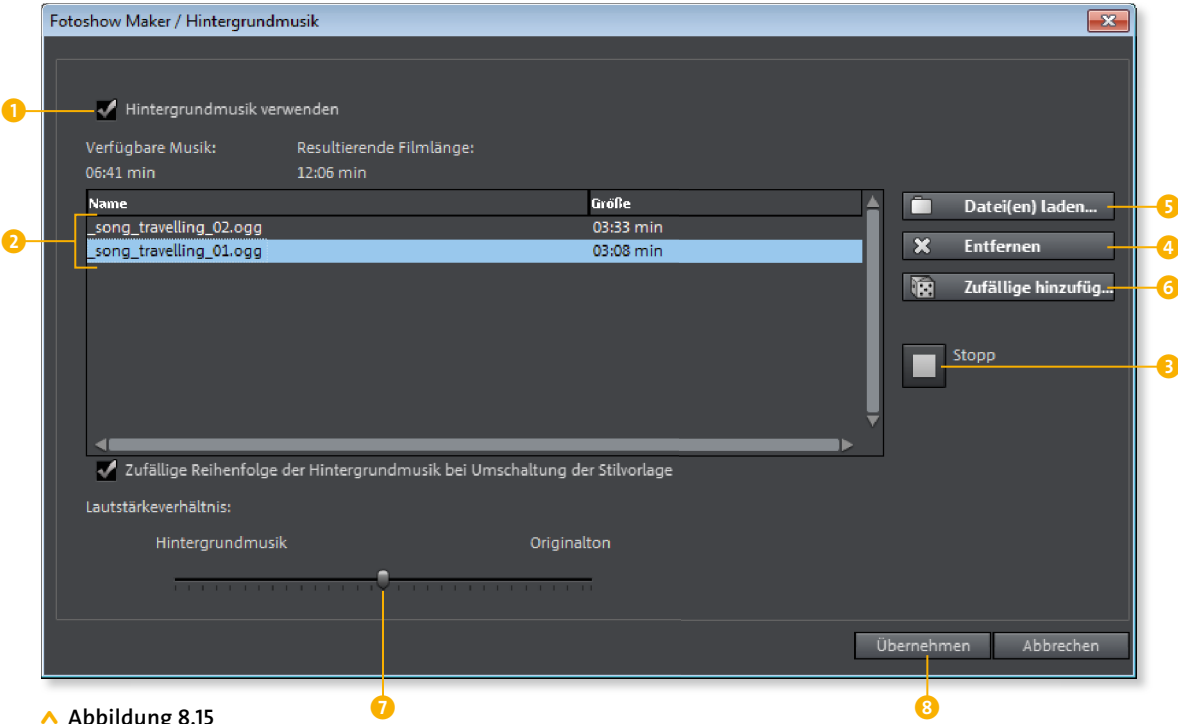 Fotoshow Maker / Hintergrundmusik
1
Hintergrundmusik verwenden
Verfügbare Musik: Resultierende Filmlänge:
06:41 min 12:06 min
Name Größe
2
_song_travelling_02.ogg 03:33 min
_song_travelling_01.ogg 03:08 min
Datei(en) laden... 5
Entfernen 4
Zufällige hinzufüg... 6
Stopp 3
Zufällige Reihenfolge der Hintergrundmusik bei Umschaltung der Stilvorlage
Lautstärkeverhältnis:
Hintergrundmusik Originalton
Übernehmen Abbrechen
7 8
Abbildung 8.15